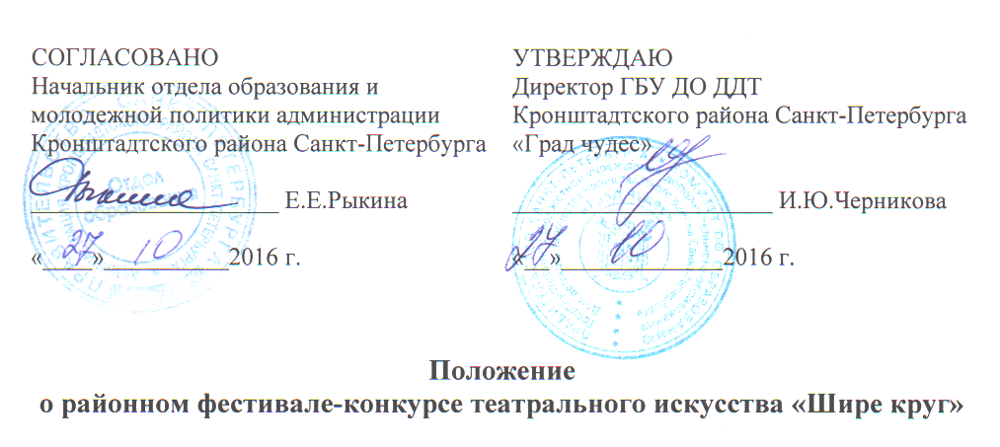 СОГЛАСОВАНО
Начальник отдела образования и
молодежной политики администрации
Кронштадтского района Санкт-Петербурга
Е.Е.Рыкина
«27» 10 2016 г.
УТВЕРЖДАЮ
Директор ГБУ ДО ДДТ
Кронштадтского района Санкт-Петербурга
«Град чудес»
И.Ю.Черникова
«27» 10 2016 г.
Положение
о районном фестивале-конкурсе театрального искусства «Шире круг»